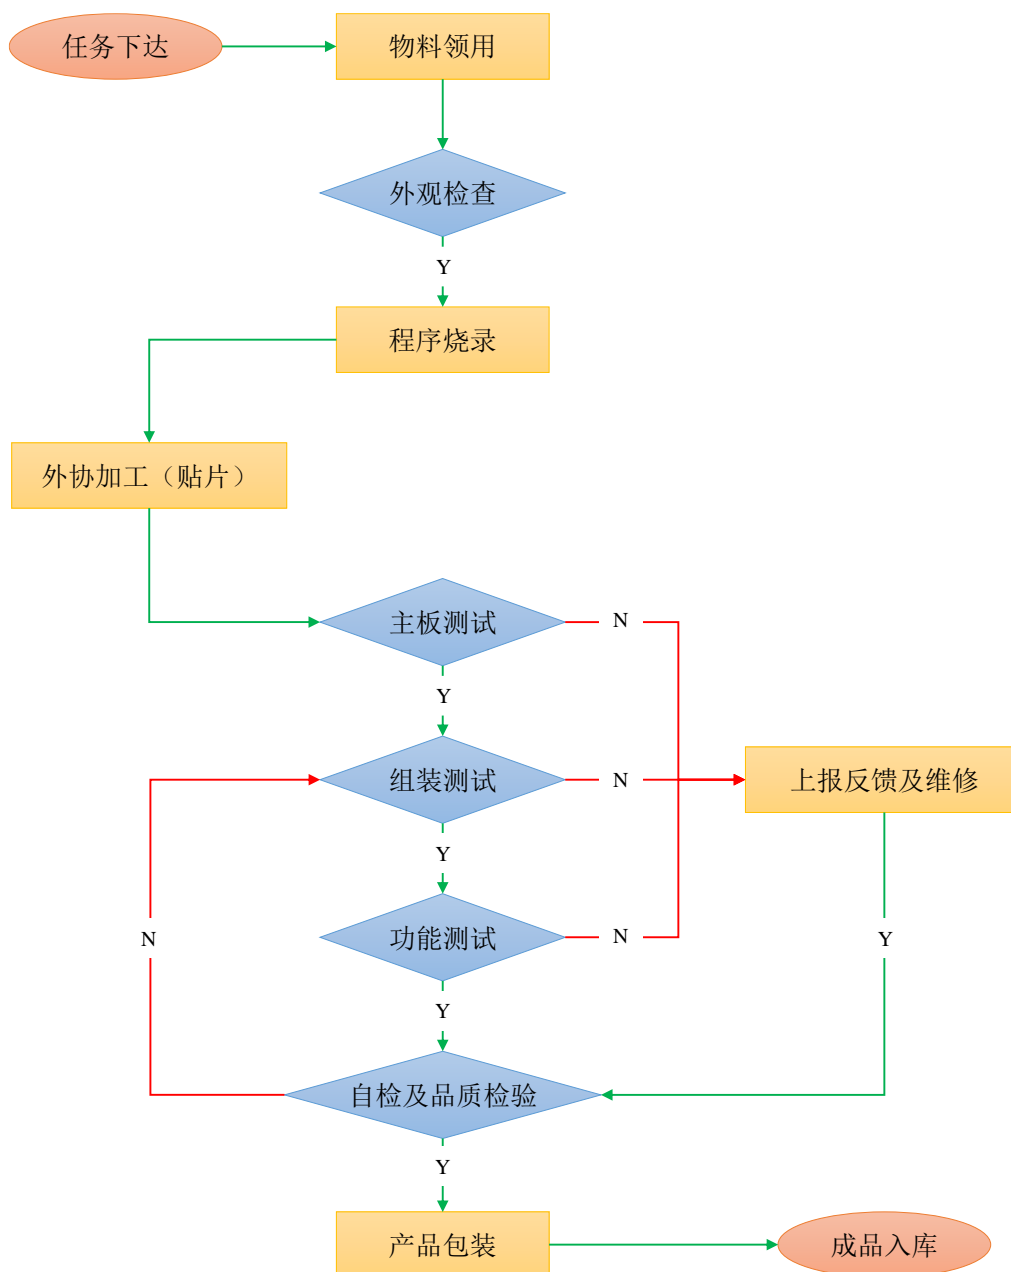 任务下达
物料领用
外观检查
Y
程序烧录
外协加工（贴片）
主板测试
N
Y
组装测试
N
上报反馈及维修
Y
功能测试
N
N
Y
Y
自检及品质检验
Y
产品包装
成品入库